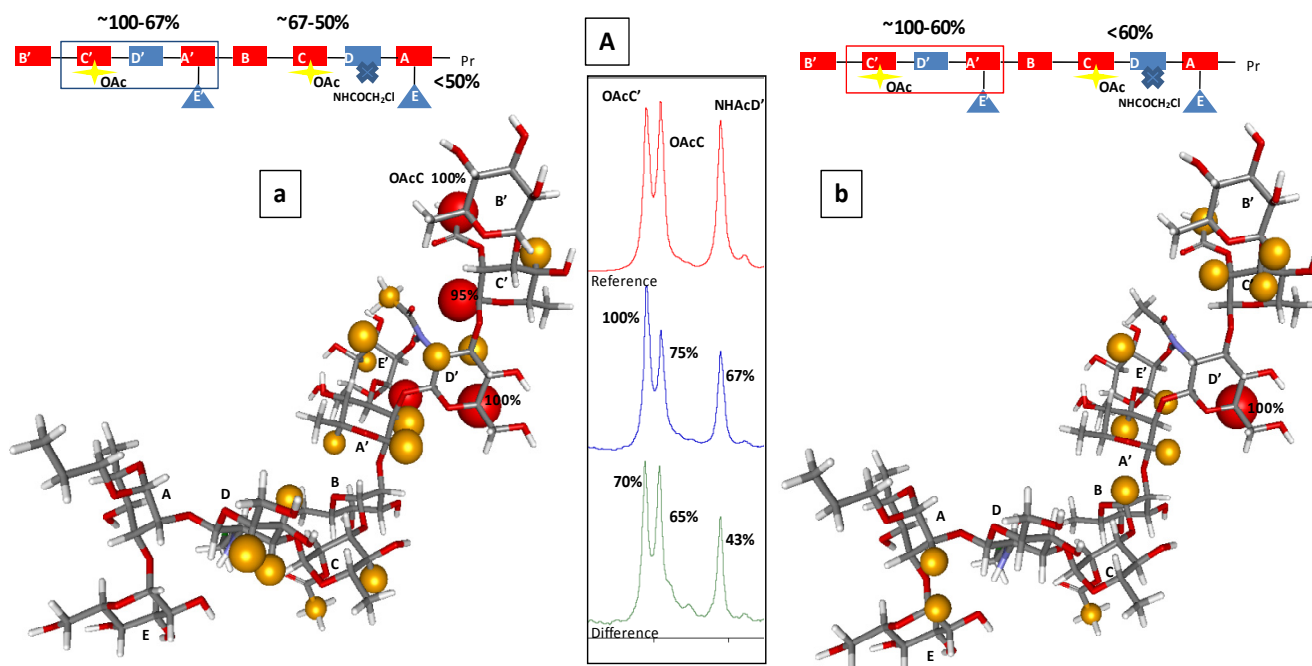 ~100-67%
~67-50%
B’
C’
D’
A’
B
C
D
A
Pr
OAc
OAc
<50%
E’
NHCOCH₂Cl
E
a
OAcC 100%
B’
C’
95%
E’
D’
100%
A’
A
D
B
C
E
A
OAcC’
OAcC
NHAcD’
Reference
100%
75%
67%
70%
65%
43%
Difference
~100-60%
<60%
B’
C’
D’
A’
B
C
D
A
Pr
OAc
OAc
E’
NHCOCH₂Cl
E
b
B’
C’
E’
D’
100%
A’
B
A
D
C
E